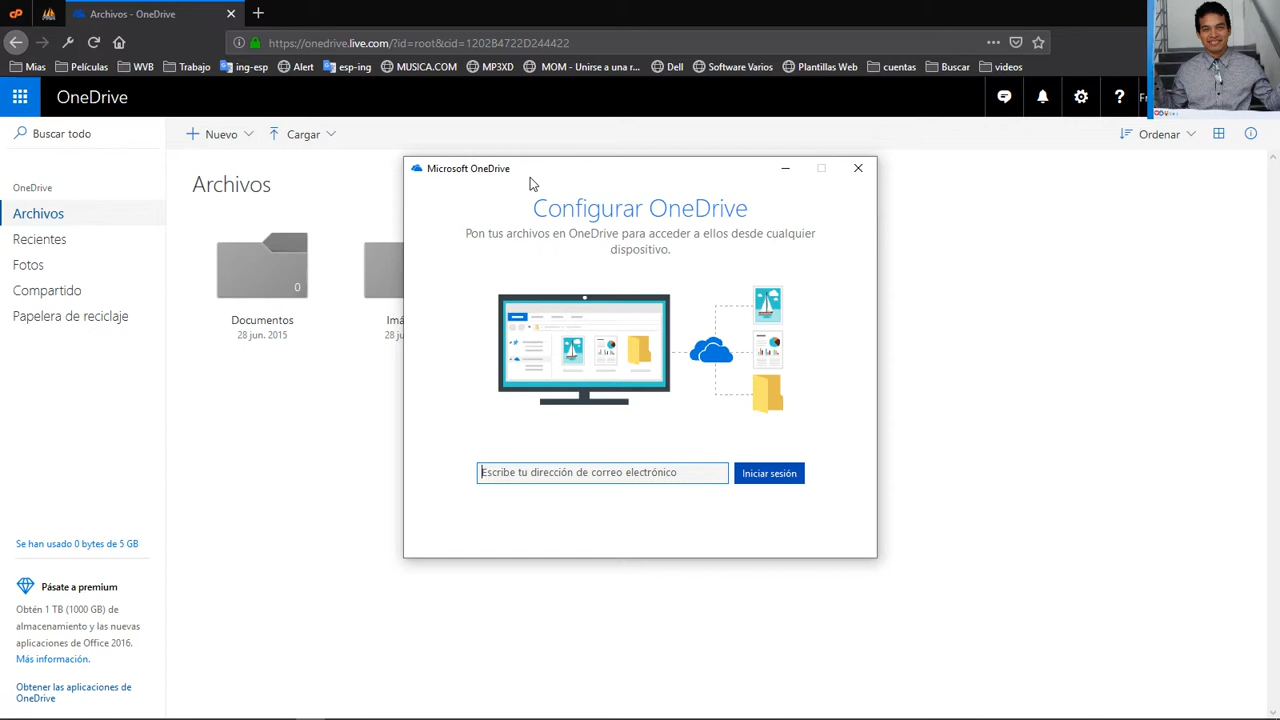 Archivos - OneDrive
https://onedrive.live.com/?id=root&cid=1202B4722D244422
Mias
Películas
WVB
Trabajo
ing-esp
Alert
esp-ing
MUSICA.COM
MOM
MOM - Unirse a una r...
Dell
Software Varios
Plantillas Web
cuentas
Buscar
videos
OneDrive
?
Buscar todo
Nuevo
Cargar
Ordenar
OneDrive
Archivos
Recientes
Fotos
Compartido
Papelera de reciclaje
Se han usado 0 bytes de 5 GB
Pásate a premium
Obtén 1 TB (1000 GB) de
almacenamiento y las nuevas
aplicaciones de Office 2016.
Más información.
Obtener las aplicaciones de
OneDrive
Archivos
0
Documentos
28 jun. 2015
Imá
28 ju
Microsoft OneDrive
Configurar OneDrive
Pon tus archivos en OneDrive para acceder a ellos desde cualquier
dispositivo.
Escribe tu dirección de correo electrónico
Iniciar sesión